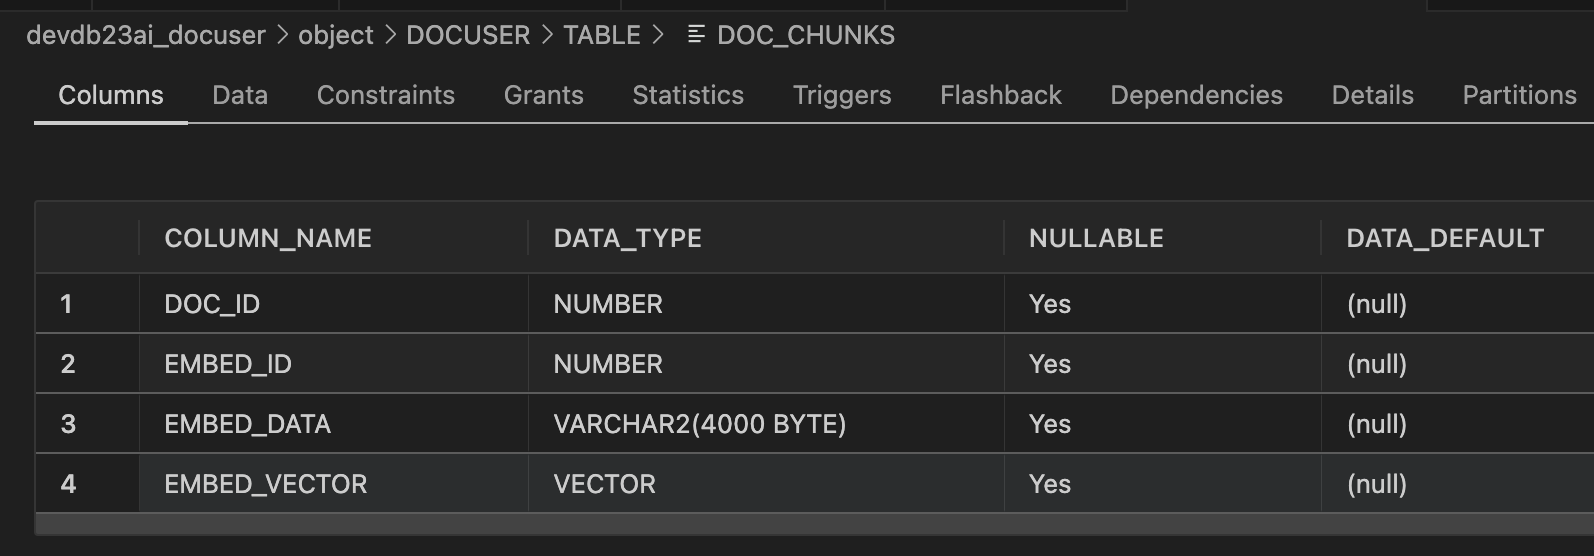 devdb23ai_docuser > object > DOCUSER > TABLE > DOC_CHUNKS
Columns Data Constraints Grants Statistics Triggers Flashback Dependencies Details Partitions
COLUMN_NAME DATA_TYPE NULLABLE DATA_DEFAULT
1 DOC_ID NUMBER Yes (null)
2 EMBED_ID NUMBER Yes (null)
3 EMBED_DATA VARCHAR2(4000 BYTE) Yes (null)
4 EMBED_VECTOR VECTOR Yes (null)